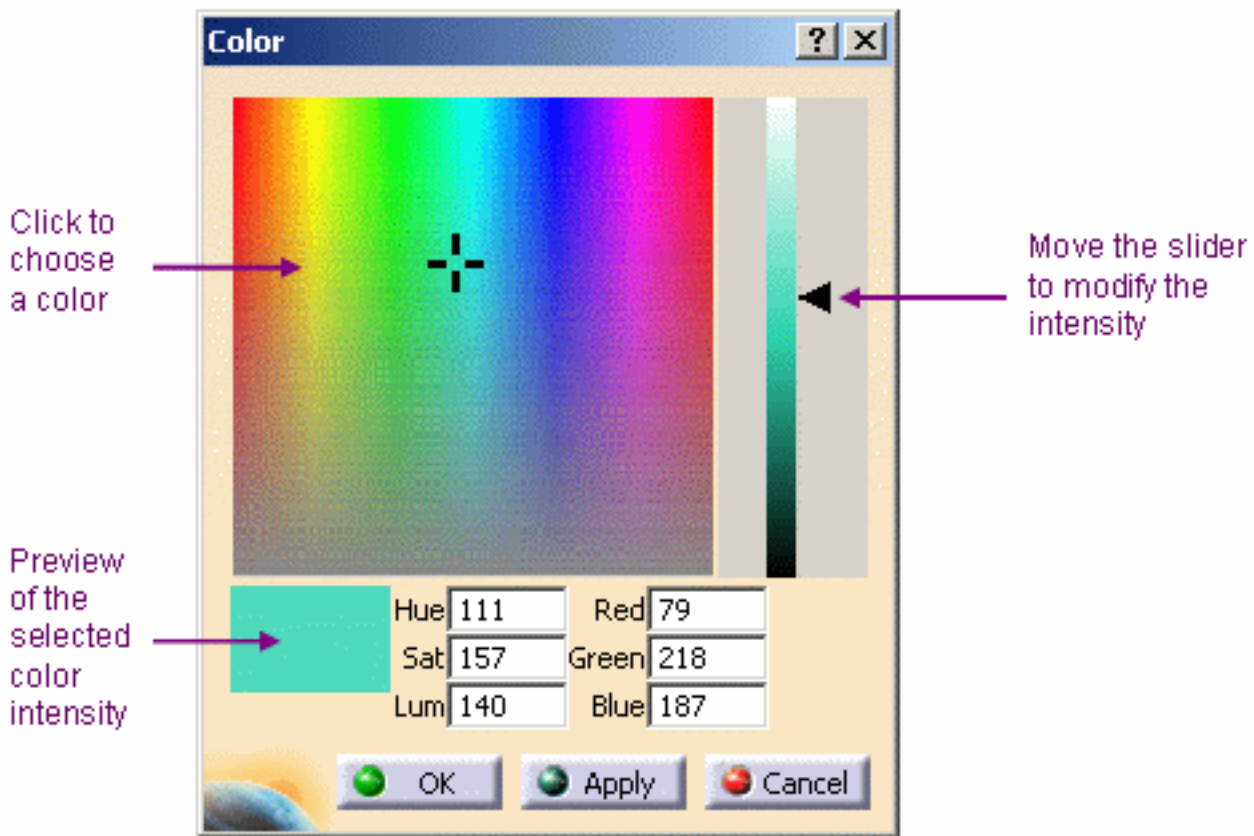 Color
Click to
choose
a color
Move the slider
to modify the
intensity
Preview
of the
selected
color
intensity
Hue 111 Red 79
Sat 157 Green 218
Lum 140 Blue 187
OK Apply Cancel